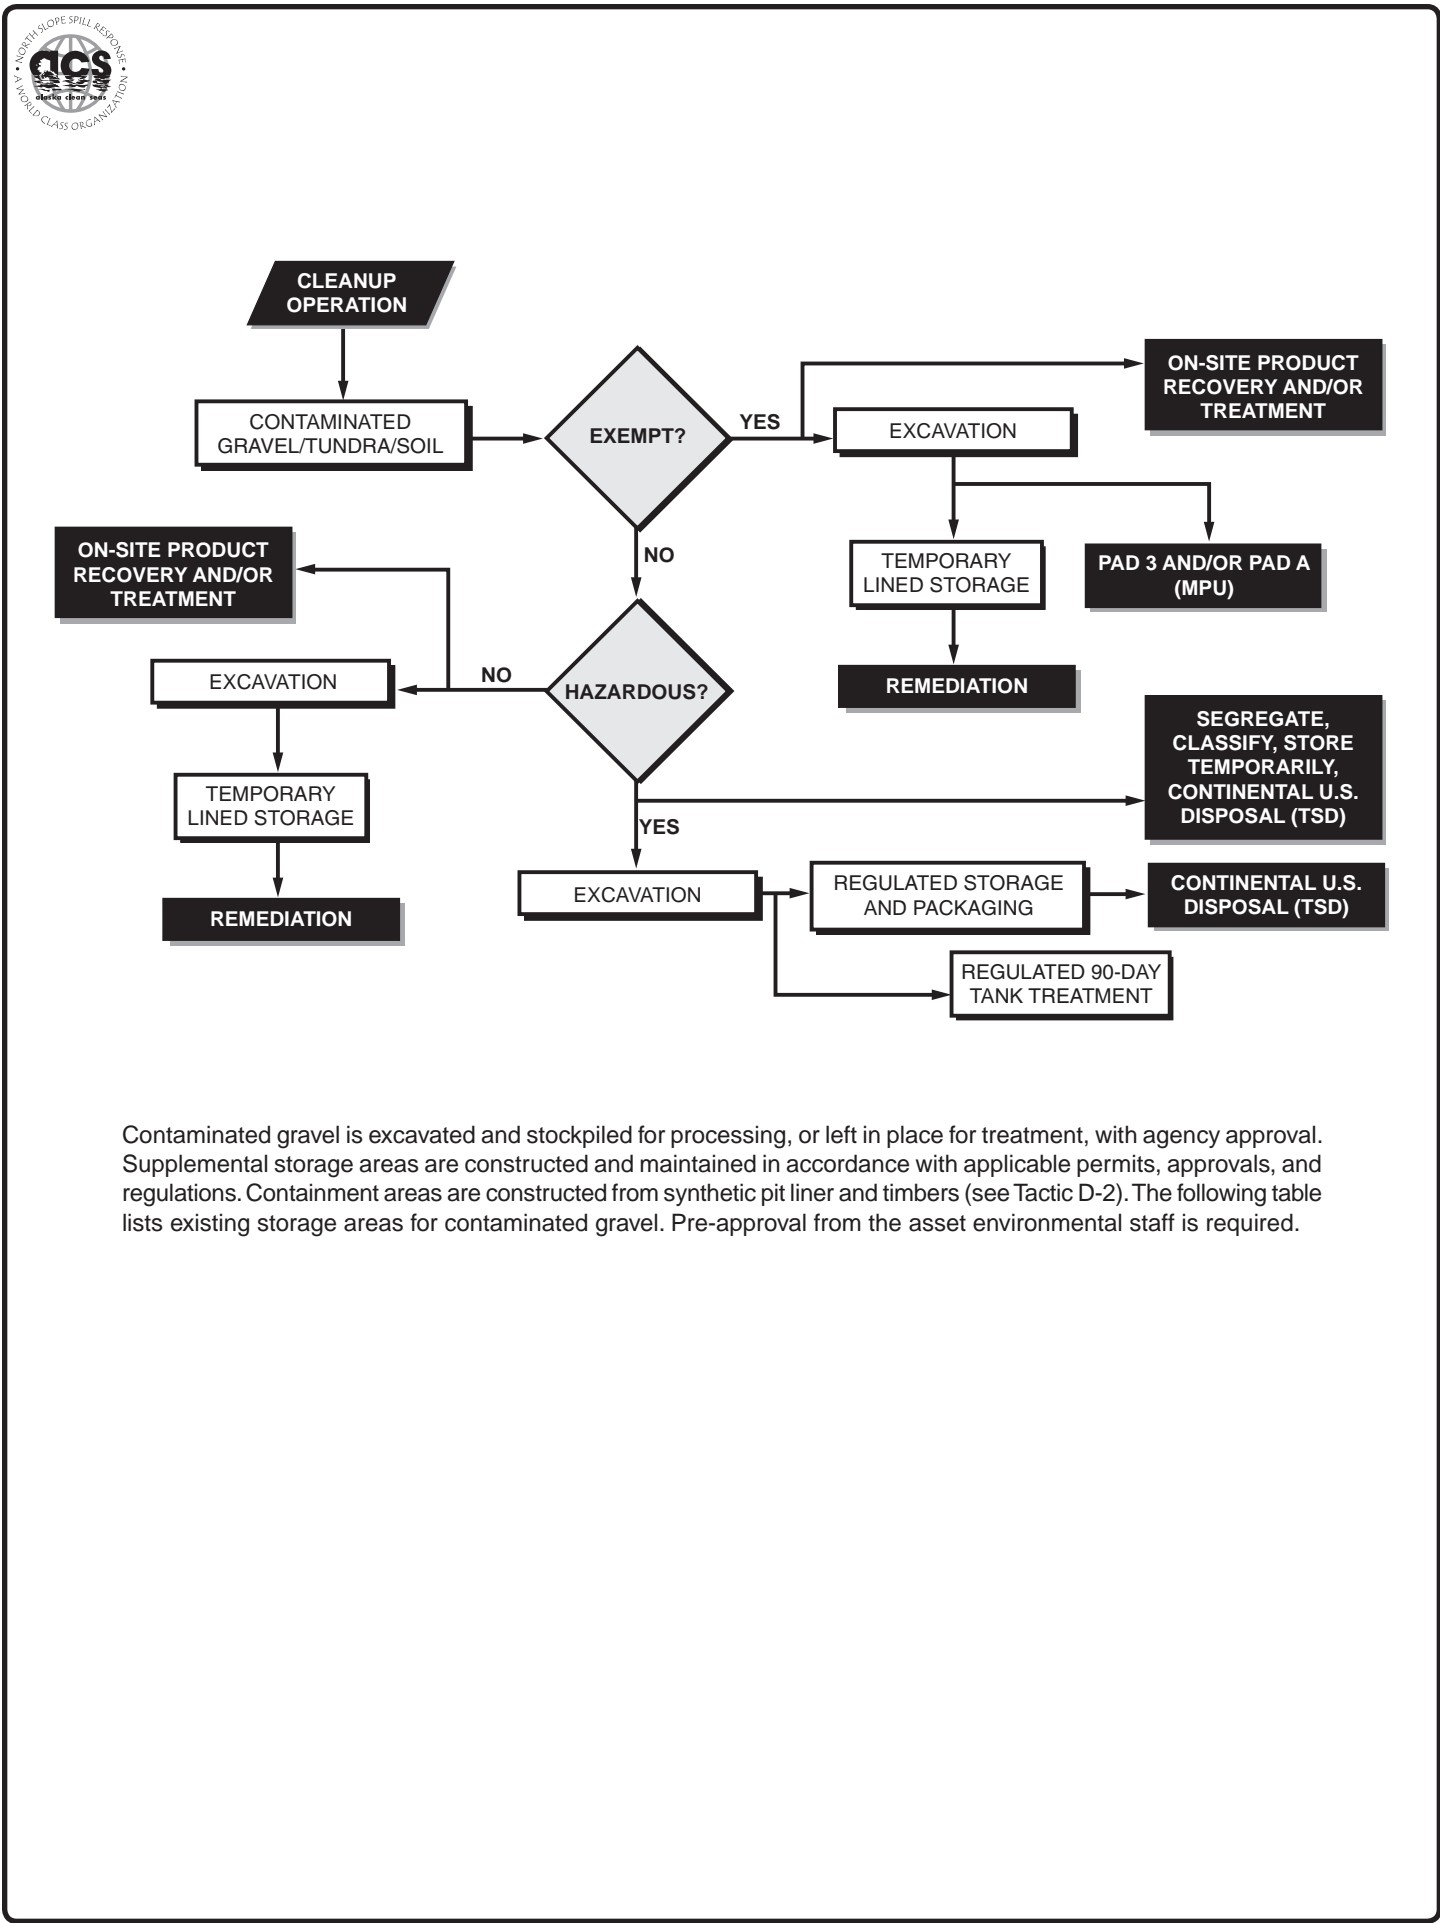 • NORTH SLOPE SPILL RESPONSE •
A WORLD CLASS ORGANIZATION
acs
alaska clean seas
CLEANUP
OPERATION
CONTAMINATED
GRAVEL/TUNDRA/SOIL
EXEMPT?
YES
EXCAVATION
ON-SITE PRODUCT
RECOVERY AND/OR
TREATMENT
TEMPORARY
LINED STORAGE
PAD 3 AND/OR PAD A
(MPU)
REMEDIATION
NO
HAZARDOUS?
NO
ON-SITE PRODUCT
RECOVERY AND/OR
TREATMENT
EXCAVATION
TEMPORARY
LINED STORAGE
REMEDIATION
YES
SEGREGATE,
CLASSIFY, STORE
TEMPORARILY,
CONTINENTAL U.S.
DISPOSAL (TSD)
EXCAVATION
REGULATED STORAGE
AND PACKAGING
CONTINENTAL U.S.
DISPOSAL (TSD)
REGULATED 90-DAY
TANK TREATMENT
Contaminated gravel is excavated and stockpiled for processing, or left in place for treatment, with agency approval.
Supplemental storage areas are constructed and maintained in accordance with applicable permits, approvals, and
regulations. Containment areas are constructed from synthetic pit liner and timbers (see Tactic D-2). The following table
lists existing storage areas for contaminated gravel. Pre-approval from the asset environmental staff is required.